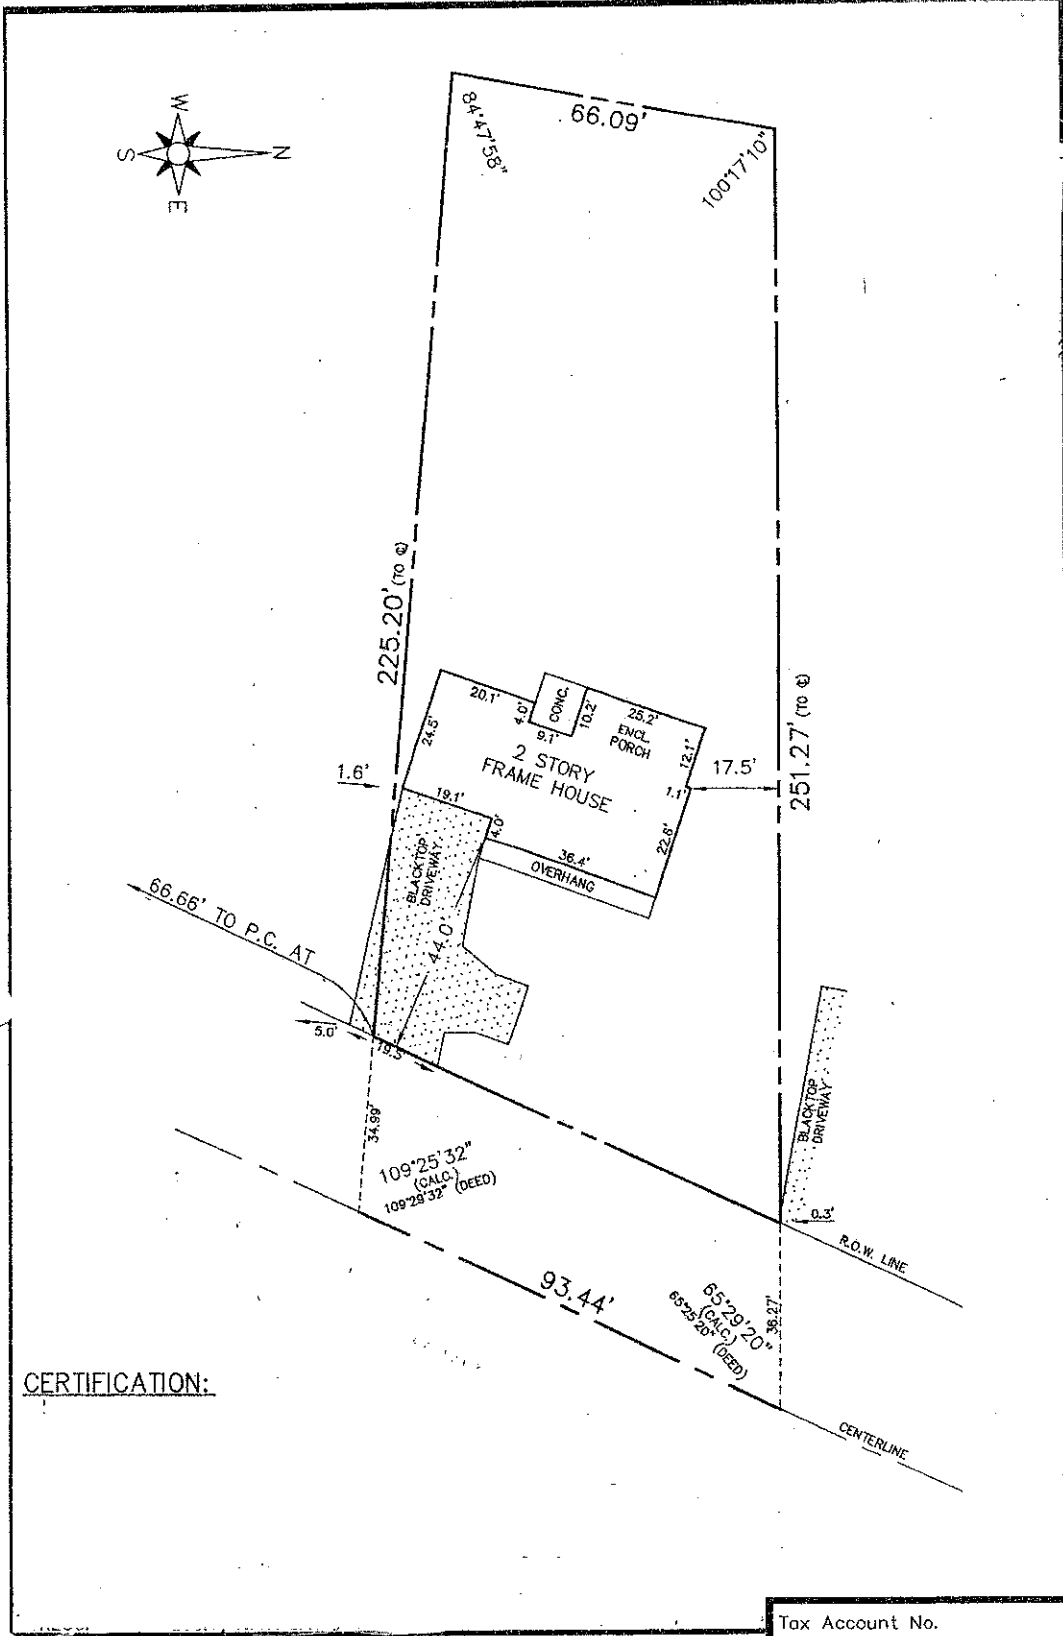 W
S
N
E
66.09'
84°47'58"
100°17'10"
225.20' (TO ℄)
251.27' (TO ℄)
20.1'
4.0'
CONC.
9.1'
10.2'
25.2'
ENCL.
PORCH
12.1'
24.5'
2 STORY
FRAME HOUSE
1.6'
17.5'
1.1'
19.1'
4.0'
22.8'
36.4'
OVERHANG
BLACKTOP
DRIVEWAY
44.0'
66.66' TO P.C. AT
5.0'
19.5'
34.99'
BLACKTOP
DRIVEWAY
0.3'
R.O.W. LINE
109°25'32"
(CALC.)
109°29'32" (DEED)
93.44'
65°29'20"
(CALC.)
65°25'20" (DEED)
36.27'
CENTERLINE
CERTIFICATION:
Tax Account No.